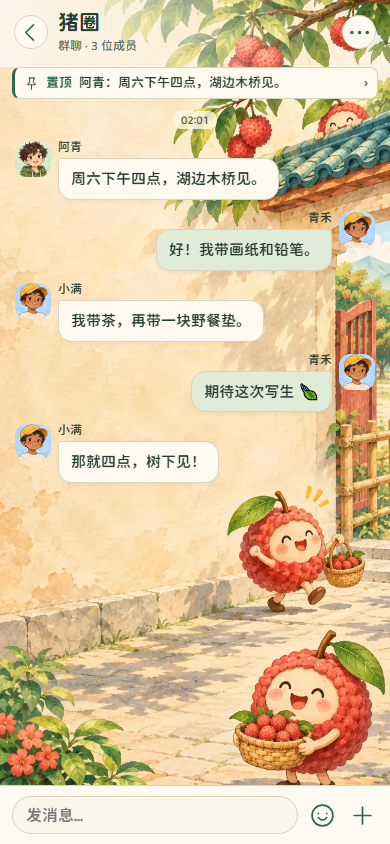 猪圈
群聊 · 3 位成员
置顶 阿青：周六下午四点，湖边木桥见。
02:01
阿青
周六下午四点，湖边木桥见。
青禾
好！我带画纸和铅笔。
小满
我带茶，再带一块野餐垫。
青禾
期待这次写生
小满
那就四点，树下见！
发消息...